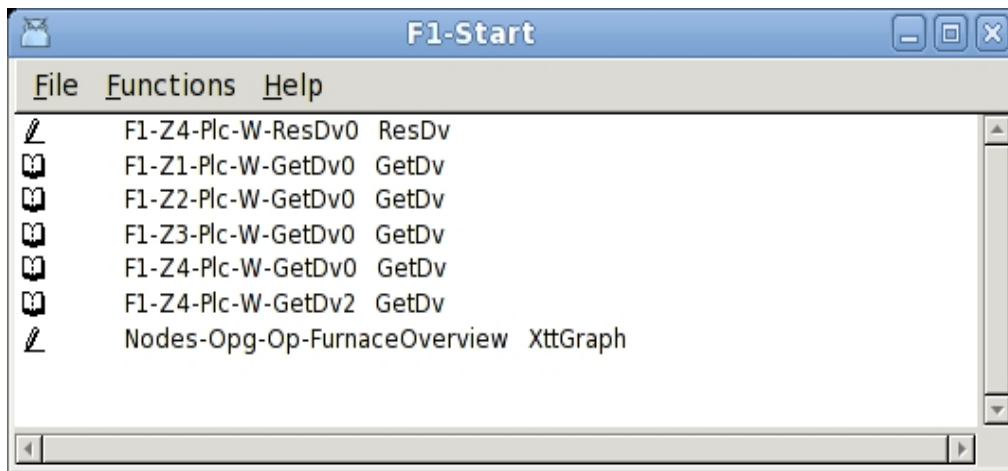 F1-Start
File Functions Help
F1-Z4-Plc-W-ResDv0 ResDv
F1-Z1-Plc-W-GetDv0 GetDv
F1-Z2-Plc-W-GetDv0 GetDv
F1-Z3-Plc-W-GetDv0 GetDv
F1-Z4-Plc-W-GetDv0 GetDv
F1-Z4-Plc-W-GetDv2 GetDv
Nodes-Opg-Op-FurnaceOverview XttGraph